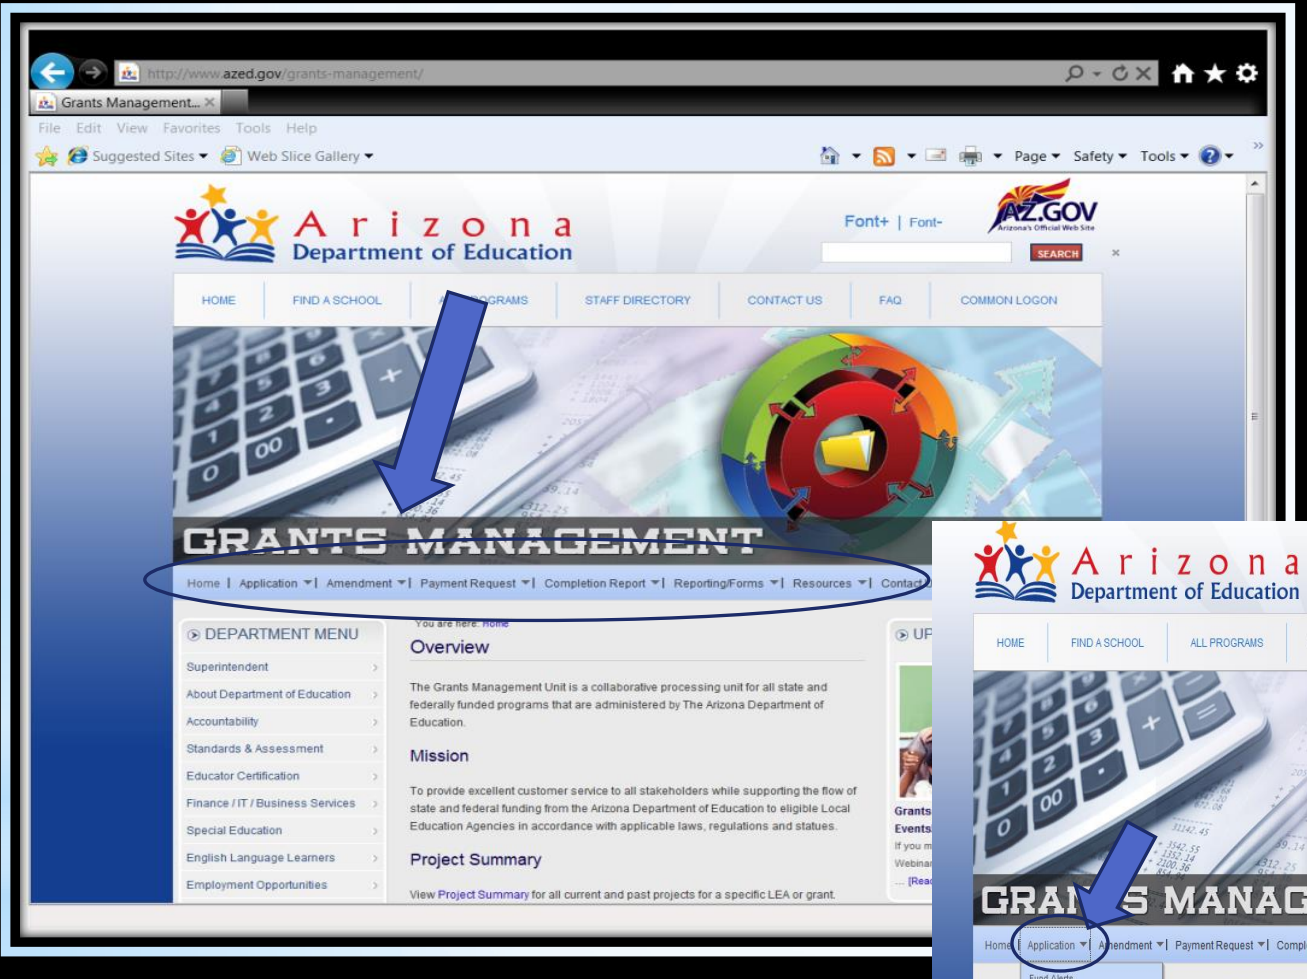 http://www.azed.gov/grants-management/
Grants Management...
File Edit View Favorites Tools Help
Suggested Sites Web Slice Gallery
Page Safety Tools
Arizona
Department of Education
Font+ | Font-
AZ.GOV
Arizona's Official Web Site
SEARCH
HOME FIND A SCHOOL PROGRAMS STAFF DIRECTORY CONTACT US FAQ COMMON LOGON
GRANTS MANAGEMENT
Home | Application | Amendment | Payment Request | Completion Report | Reporting/Forms | Resources | Contact
DEPARTMENT MENU
Superintendent
About Department of Education
Accountability
Standards & Assessment
Educator Certification
Finance / IT / Business Services
Special Education
English Language Learners
Employment Opportunities
You are here: Home
Overview
The Grants Management Unit is a collaborative processing unit for all state and
federally funded programs that are administered by The Arizona Department of
Education.
Mission
To provide excellent customer service to all stakeholders while supporting the flow of
state and federal funding from the Arizona Department of Education to eligible Local
Education Agencies in accordance with applicable laws, regulations and statues.
Project Summary
View Project Summary for all current and past projects for a specific LEA or grant.
UP
Grants
Events
If you m
Webinar
... [Read
Arizona
Department of Education
HOME FIND A SCHOOL ALL PROGRAMS
GRANTS MANAG
Home | Application | Amendment | Payment Request | Comple
Fund Alerts